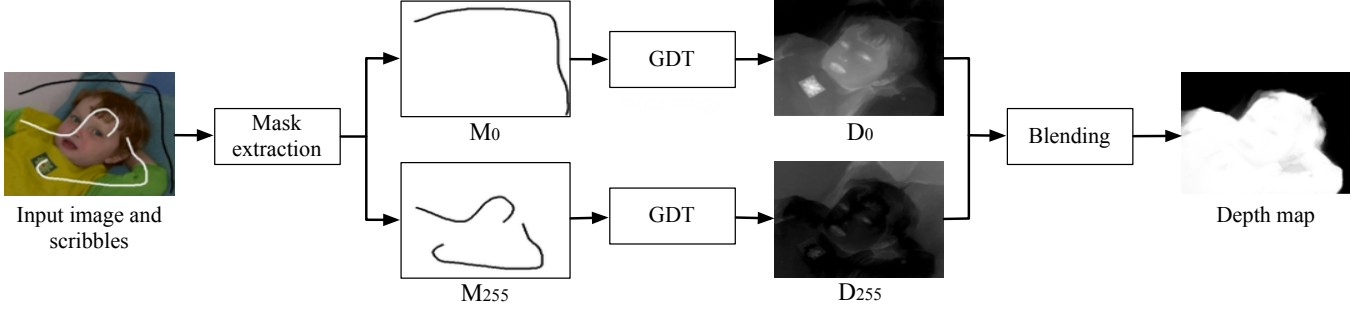 Input image and
scribbles
Mask
extraction
M0
M255
GDT
GDT
D0
D255
Blending
Depth map